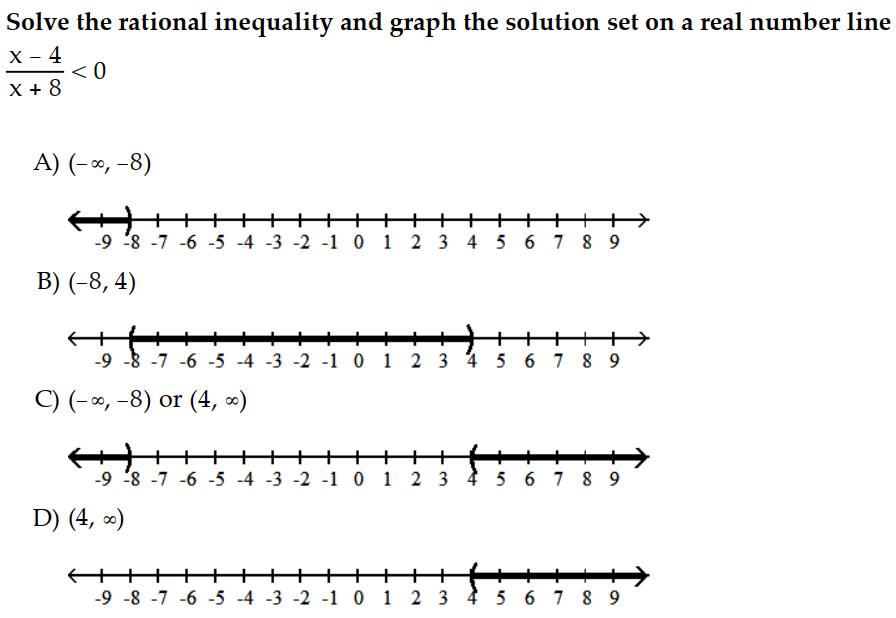 Solve the rational inequality and graph the solution set on a real number line
x - 4
x + 8
< 0
A) (-∞, -8)
-9 -8 -7 -6 -5 -4 -3 -2 -1 0 1 2 3 4 5 6 7 8 9
B) (-8, 4)
-9 -8 -7 -6 -5 -4 -3 -2 -1 0 1 2 3 4 5 6 7 8 9
C) (-∞, -8) or (4, ∞)
-9 -8 -7 -6 -5 -4 -3 -2 -1 0 1 2 3 4 5 6 7 8 9
D) (4, ∞)
-9 -8 -7 -6 -5 -4 -3 -2 -1 0 1 2 3 4 5 6 7 8 9